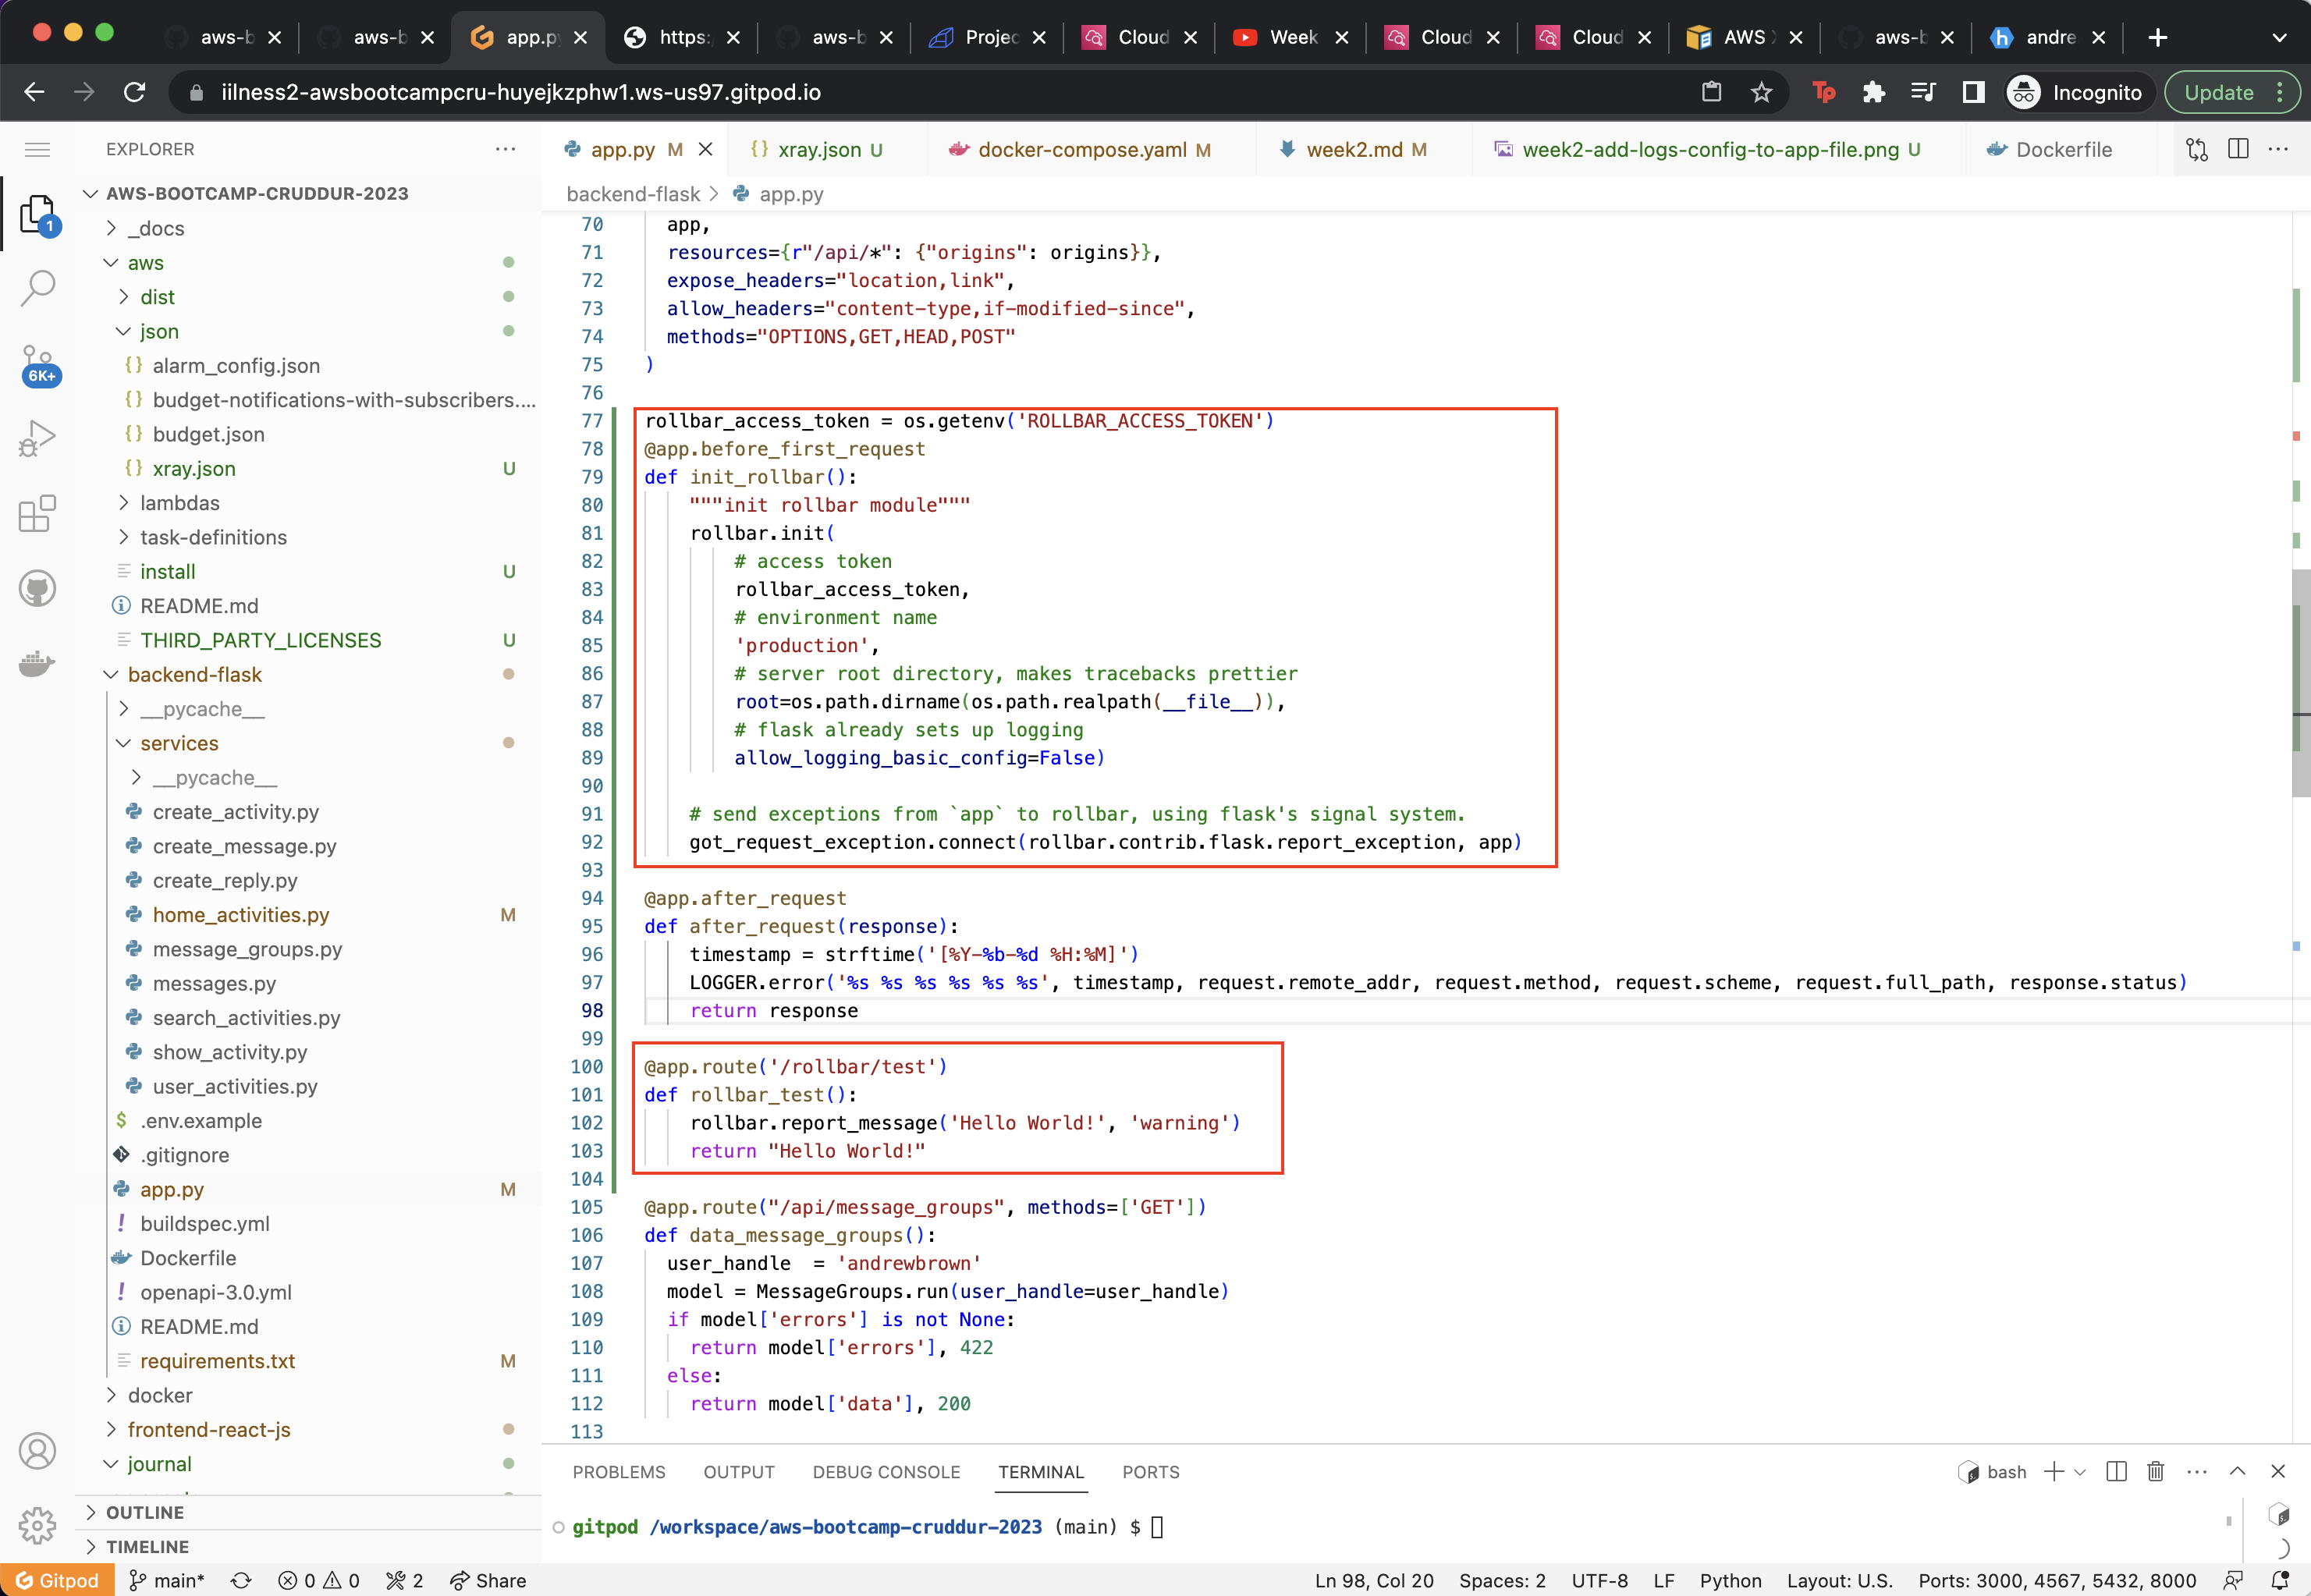 aws-b
aws-b
app.p
https:
aws-b
Projec
Cloud
Week
Cloud
Cloud
AWS
aws-b
andre
iilness2-awsbootcampcru-huyejkzphw1.ws-us97.gitpod.io
Tp
Incognito
Update
EXPLORER
AWS-BOOTCAMP-CRUDDUR-2023
_docs
aws
dist
json
alarm_config.json
budget-notifications-with-subscribers....
budget.json
xray.json U
lambdas
task-definitions
install U
README.md
THIRD_PARTY_LICENSES U
backend-flask
__pycache__
services
__pycache__
create_activity.py
create_message.py
create_reply.py
home_activities.py M
message_groups.py
messages.py
search_activities.py
show_activity.py
user_activities.py
.env.example
.gitignore
app.py M
buildspec.yml
Dockerfile
openapi-3.0.yml
README.md
requirements.txt M
docker
frontend-react-js
journal
OUTLINE
TIMELINE
1
6K+
app.py M
xray.json U
docker-compose.yaml M
week2.md M
week2-add-logs-config-to-app-file.png U
Dockerfile
backend-flask > app.py
70 app,
71 resources={r"/api/*": {"origins": origins}},
72 expose_headers="location,link",
73 allow_headers="content-type,if-modified-since",
74 methods="OPTIONS,GET,HEAD,POST"
75 )
76
77 rollbar_access_token = os.getenv('ROLLBAR_ACCESS_TOKEN')
78 @app.before_first_request
79 def init_rollbar():
80 """init rollbar module"""
81 rollbar.init(
82 # access token
83 rollbar_access_token,
84 # environment name
85 'production',
86 # server root directory, makes tracebacks prettier
87 root=os.path.dirname(os.path.realpath(__file__)),
88 # flask already sets up logging
89 allow_logging_basic_config=False)
90
91 # send exceptions from `app` to rollbar, using flask's signal system.
92 got_request_exception.connect(rollbar.contrib.flask.report_exception, app)
93
94 @app.after_request
95 def after_request(response):
96 timestamp = strftime('[%Y-%b-%d %H:%M]')
97 LOGGER.error('%s %s %s %s %s %s', timestamp, request.remote_addr, request.method, request.scheme, request.full_path, response.status)
98 return response
99
100 @app.route('/rollbar/test')
101 def rollbar_test():
102 rollbar.report_message('Hello World!', 'warning')
103 return "Hello World!"
104
105 @app.route("/api/message_groups", methods=['GET'])
106 def data_message_groups():
107 user_handle  = 'andrewbrown'
108 model = MessageGroups.run(user_handle=user_handle)
109 if model['errors'] is not None:
110 return model['errors'], 422
111 else:
112 return model['data'], 200
113
PROBLEMS OUTPUT DEBUG CONSOLE TERMINAL PORTS
bash
gitpod /workspace/aws-bootcamp-cruddur-2023 (main) $
Gitpod main* 0 0 2 Share
Ln 98, Col 20 Spaces: 2 UTF-8 LF Python Layout: U.S. Ports: 3000, 4567, 5432, 8000